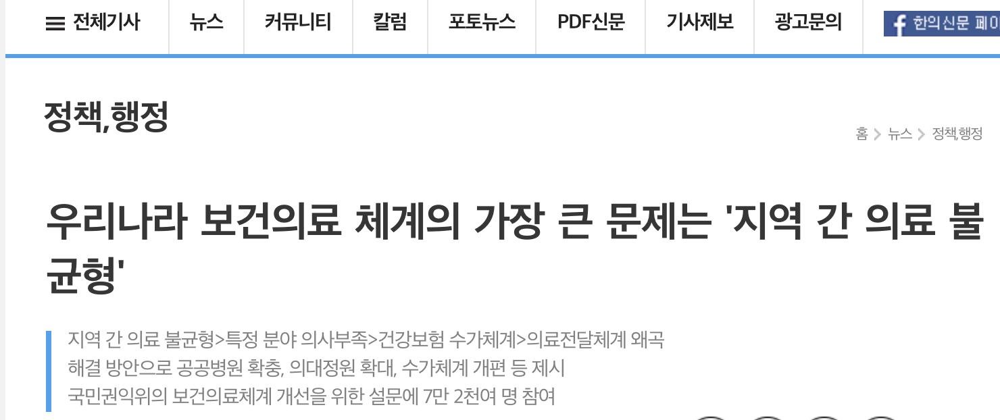 전체기사 뉴스 커뮤니티 칼럼 포토뉴스 PDF신문 기사제보 광고문의 한의신문
정책,행정
홈 > 뉴스 > 정책,행정
우리나라 보건의료 체계의 가장 큰 문제는 '지역 간 의료 불
균형'
지역 간 의료 불균형>특정 분야 의사부족>건강보험 수가체계>의료전달체계 왜곡
해결 방안으로 공공병원 확충, 의대정원 확대, 수가체계 개편 등 제시
국민권익위의 보건의료체계 개선을 위한 설문에 7만 2천여 명 참여